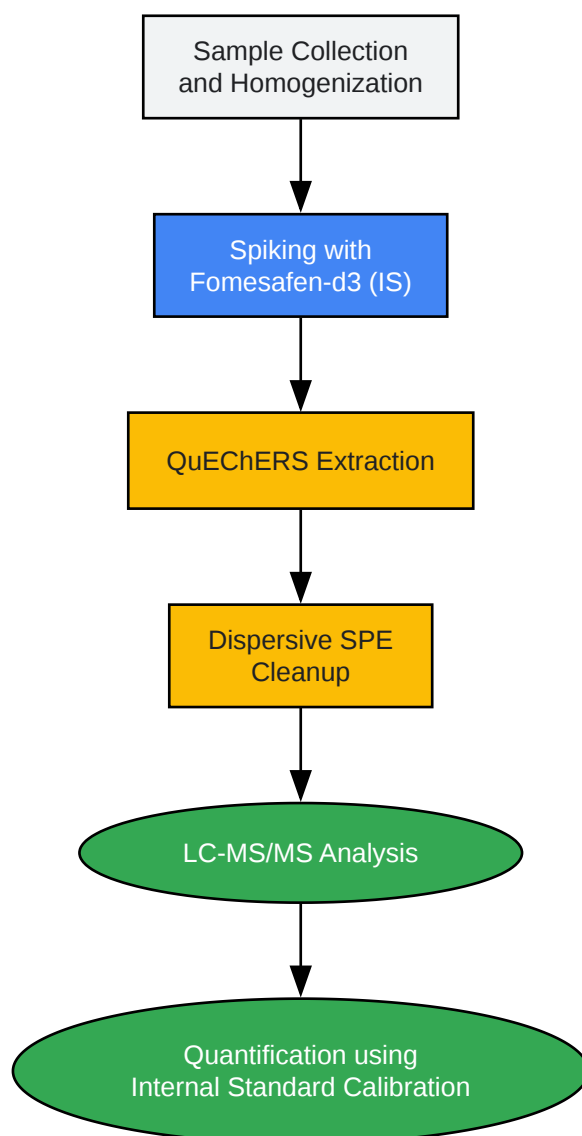 Sample Collection
and Homogenization
Spiking with
Fomesafen-d3 (IS)
QuEChERS Extraction
Dispersive SPE
Cleanup
LC-MS/MS Analysis
Quantification using
Internal Standard Calibration